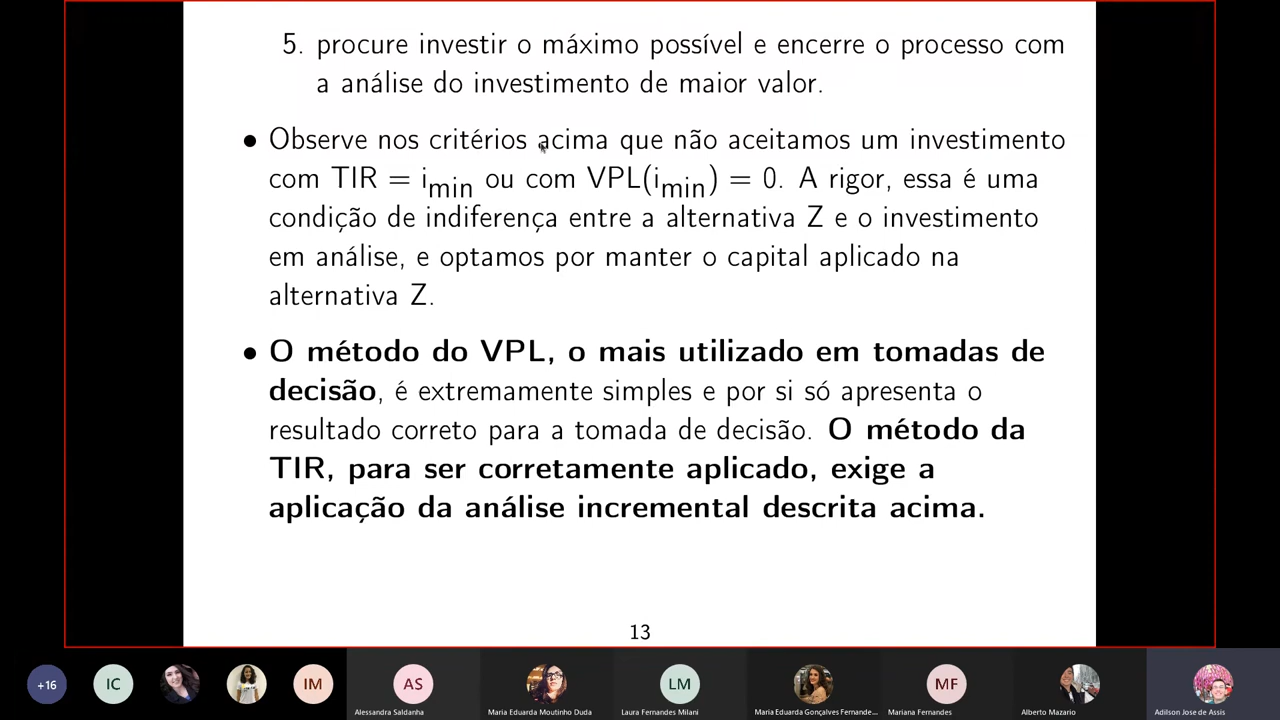 5. procure investir o máximo possível e encerre o processo com
a análise do investimento de maior valor.
• Observe nos critérios acima que não aceitamos um investimento
com TIR = imin ou com VPL(imin) = 0. A rigor, essa é uma
condição de indiferença entre a alternativa Z e o investimento
em análise, e optamos por manter o capital aplicado na
alternativa Z.
• O método do VPL, o mais utilizado em tomadas de
decisão, é extremamente simples e por si só apresenta o
resultado correto para a tomada de decisão. O método da
TIR, para ser corretamente aplicado, exige a
aplicação da análise incremental descrita acima.
13
+16 IC IM AS LM MF
Alessandra Saldanha Maria Eduarda Moutinho Duda Laura Fernandes Milani Maria Eduarda Gonçalves Fernande... Mariana Fernandes Alberto Mazario Adilson Jose de Assis